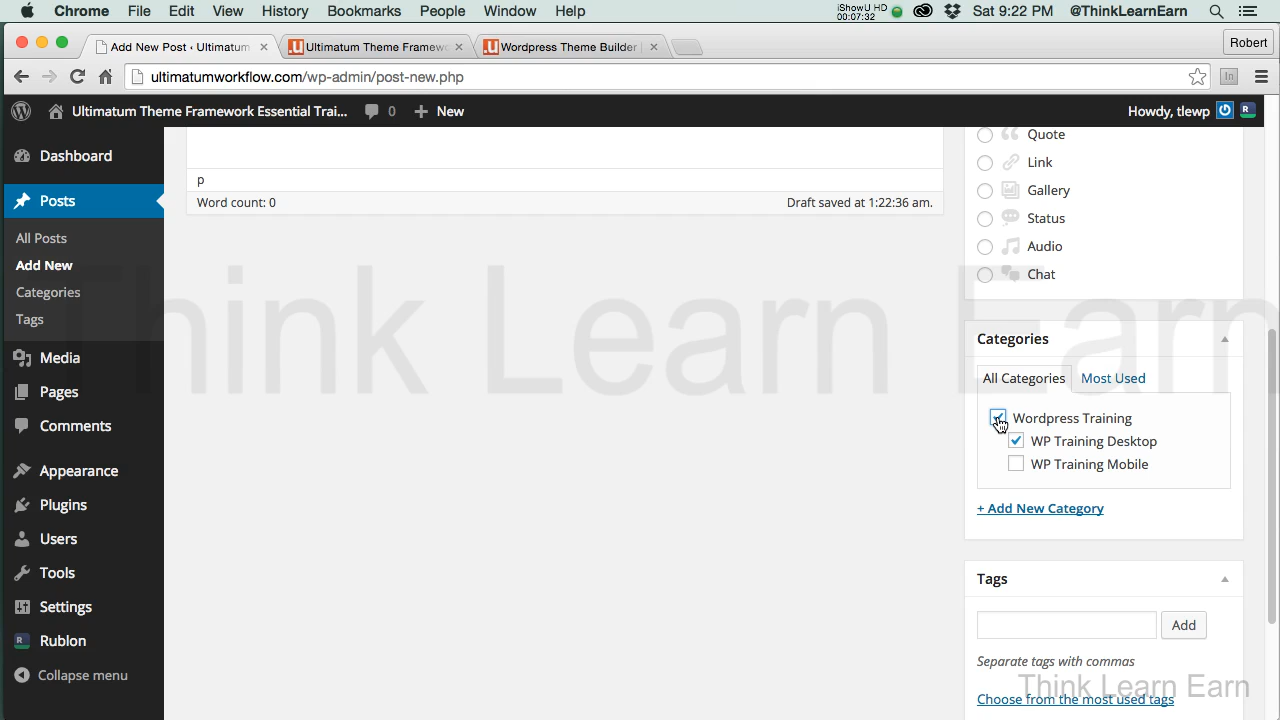 Chrome File Edit View History Bookmarks People Window Help
iShowU HD
00:07:32
Sat 9:22 PM @ThinkLearnEarn
Add New Post ‹ Ultimatum
Ultimatum Theme Framew
Wordpress Theme Builder
Robert
ultimatumworkflow.com/wp-admin/post-new.php
In
Ultimatum Theme Framework Essential Trai... 0 New
Howdy, tlewp
Dashboard
Posts
All Posts
Add New
Categories
Tags
Media
Pages
Comments
Appearance
Plugins
Users
Tools
Settings
R Rublon
Collapse menu
p
Word count: 0
Draft saved at 1:22:36 am.
Quote
Link
Gallery
Status
Audio
Chat
Categories
All Categories Most Used
Wordpress Training
WP Training Desktop
WP Training Mobile
+ Add New Category
Tags
Add
Separate tags with commas
Choose from the most used tags
Think Learn Earn
Think Learn Earn